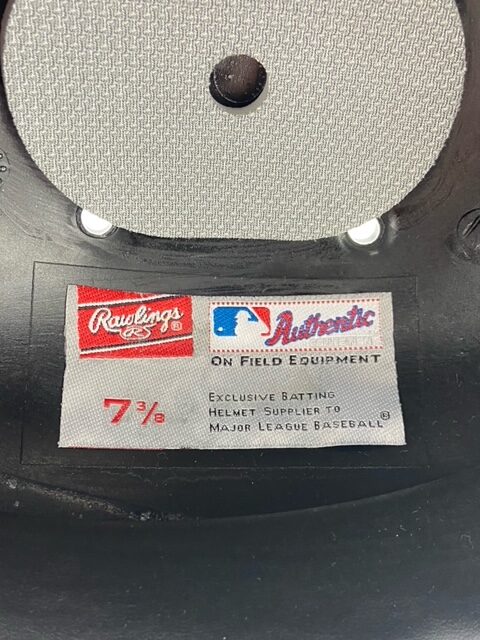 Rawlings®
R
Authentic
ON FIELD EQUIPMENT
7 3/8
EXCLUSIVE BATTING
HELMET SUPPLIER TO
MAJOR LEAGUE BASEBALL®